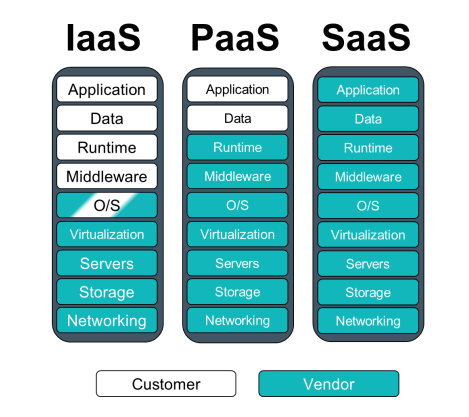 IaaS PaaS SaaS
Application Application Application
Data Data Data
Runtime Runtime Runtime
Middleware Middleware Middleware
O/S O/S O/S
Virtualization Virtualization Virtualization
Servers Servers Servers
Storage Storage Storage
Networking Networking Networking
Customer Vendor